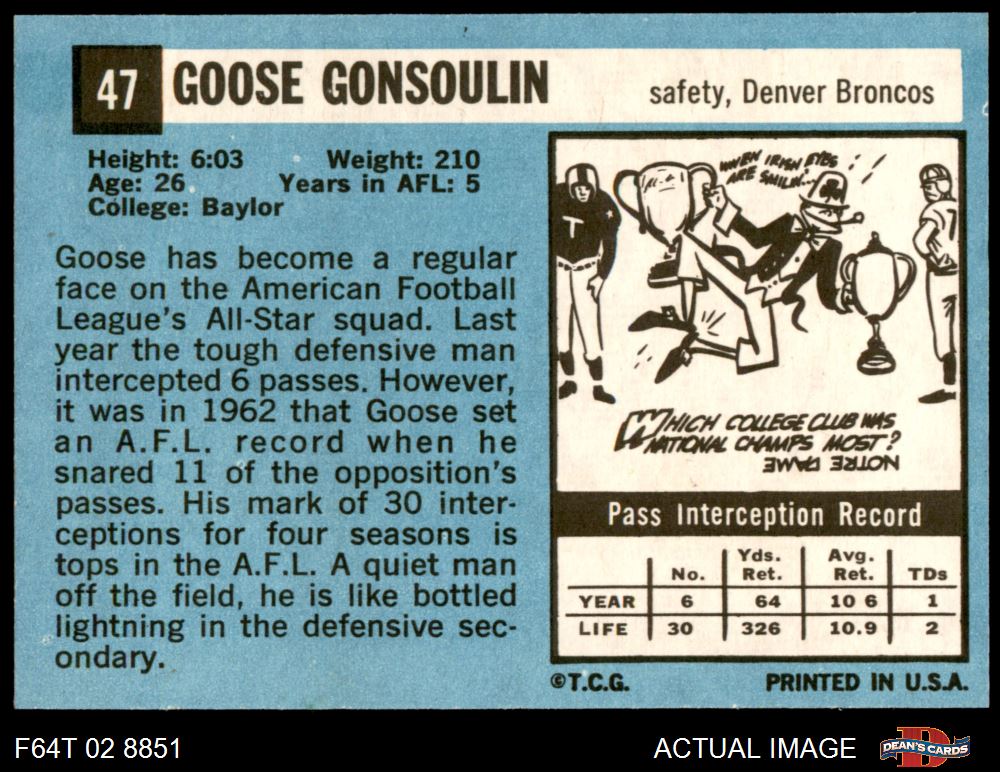 47 GOOSE GONSOULIN safety, Denver Broncos
Height: 6:03 Weight: 210
Age: 26 Years in AFL: 5
College: Baylor
Goose has become a regular
face on the American Football
League's All-Star squad. Last
year the tough defensive man
intercepted 6 passes. However,
it was in 1962 that Goose set
an A.F.L. record when he
snared 11 of the opposition's
passes. His mark of 30 inter-
ceptions for four seasons is
tops in the A.F.L. A quiet man
off the field, he is like bottled
lightning in the defensive sec-
ondary.
WHEN IRISH EYES
ARE SMILIN'...
T
WHICH COLLEGE CLUB WAS
NATIONAL CHAMPS MOST?
NOTRE DAME
Pass Interception Record
No. Yds. Ret. Avg. Ret. TDs
YEAR 6 64 10 6 1
LIFE 30 326 10.9 2
©T.C.G. PRINTED IN U.S.A.
F64T 02 8851 ACTUAL IMAGE DEAN'S CARDS